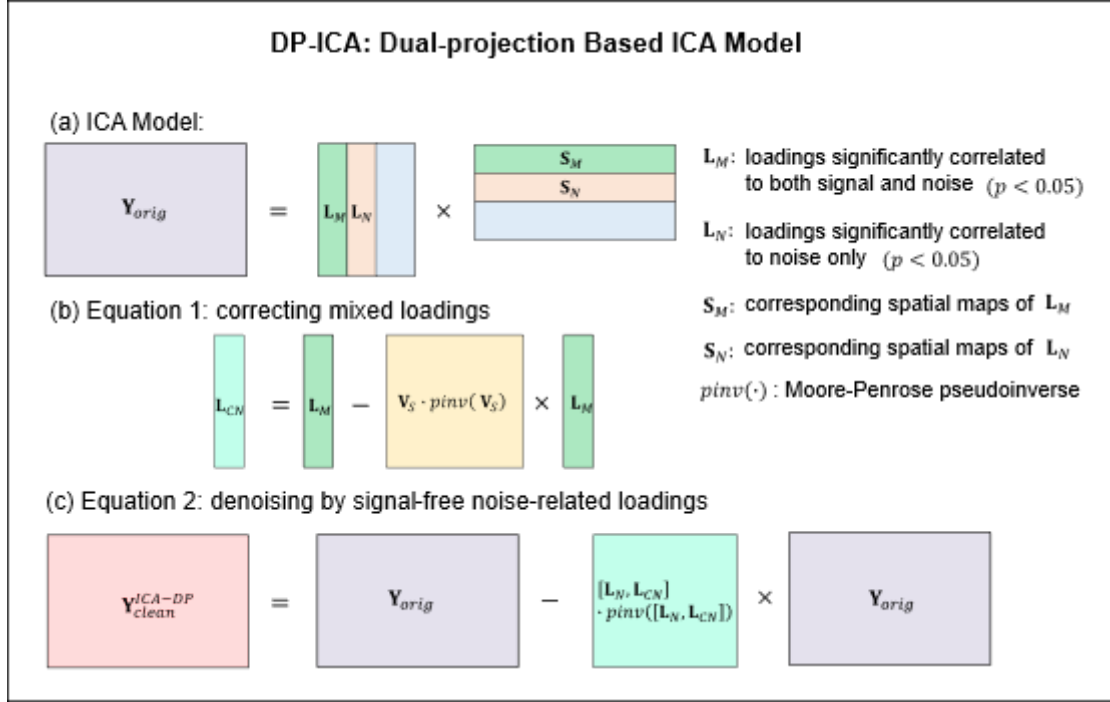 DP-ICA: Dual-projection Based ICA Model
(a) ICA Model:
Y_orig = L_M L_N × S_M
S_N
L_M: loadings significantly correlated
to both signal and noise (p < 0.05)
L_N: loadings significantly correlated
to noise only (p < 0.05)
S_M: corresponding spatial maps of L_M
S_N: corresponding spatial maps of L_N
pinv(·) : Moore-Penrose pseudoinverse
(b) Equation 1: correcting mixed loadings
L_CN = L_M − V_S · pinv( V_S) × L_M
(c) Equation 2: denoising by signal-free noise-related loadings
Y_clean^ICA−DP = Y_orig − [L_N, L_CN]
· pinv([L_N, L_CN]) × Y_orig